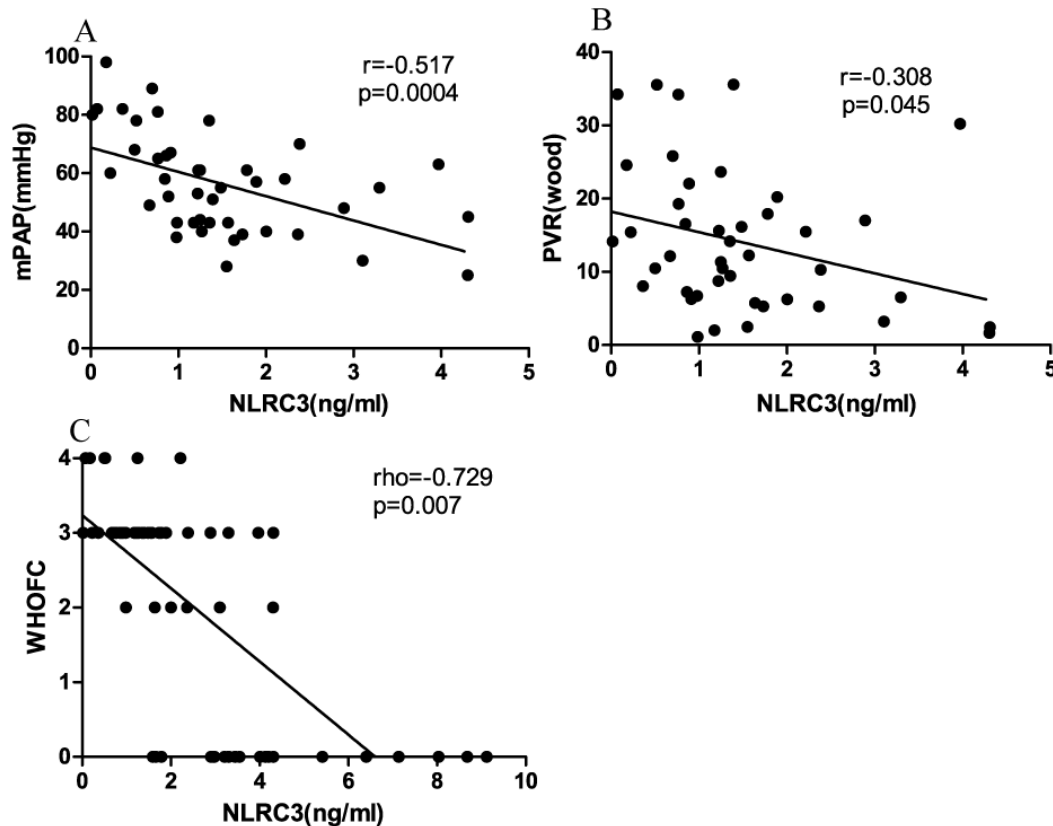 A
r=-0.517
p=0.0004
mPAP(mmHg)
100
80
60
40
20
0
0 1 2 3 4 5
NLRC3(ng/ml)
B
r=-0.308
p=0.045
PVR(wood)
40
30
20
10
0
0 1 2 3 4 5
NLRC3(ng/ml)
C
rho=-0.729
p=0.007
WHOFC
4
3
2
1
0
0 2 4 6 8 10
NLRC3(ng/ml)